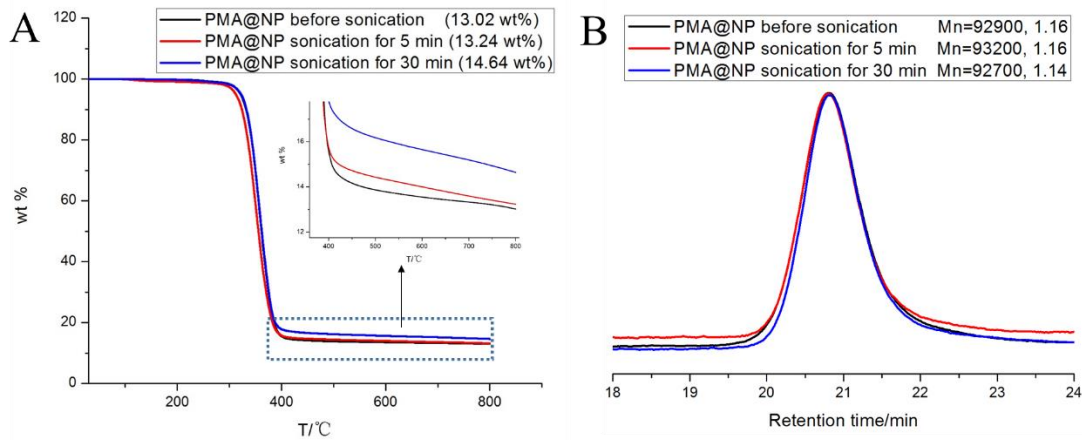 A
PMA@NP before sonication (13.02 wt%)
PMA@NP sonication for 5 min (13.24 wt%)
PMA@NP sonication for 30 min (14.64 wt%)
120
100
80
60
40
20
0
wt %
200
400
600
800
T/℃
16
14
12
wt %
400
500
600
700
800
T/℃
B
PMA@NP before sonication Mn=92900, 1.16
PMA@NP sonication for 5 min Mn=93200, 1.16
PMA@NP sonication for 30 min Mn=92700, 1.14
18
19
20
21
22
23
24
Retention time/min